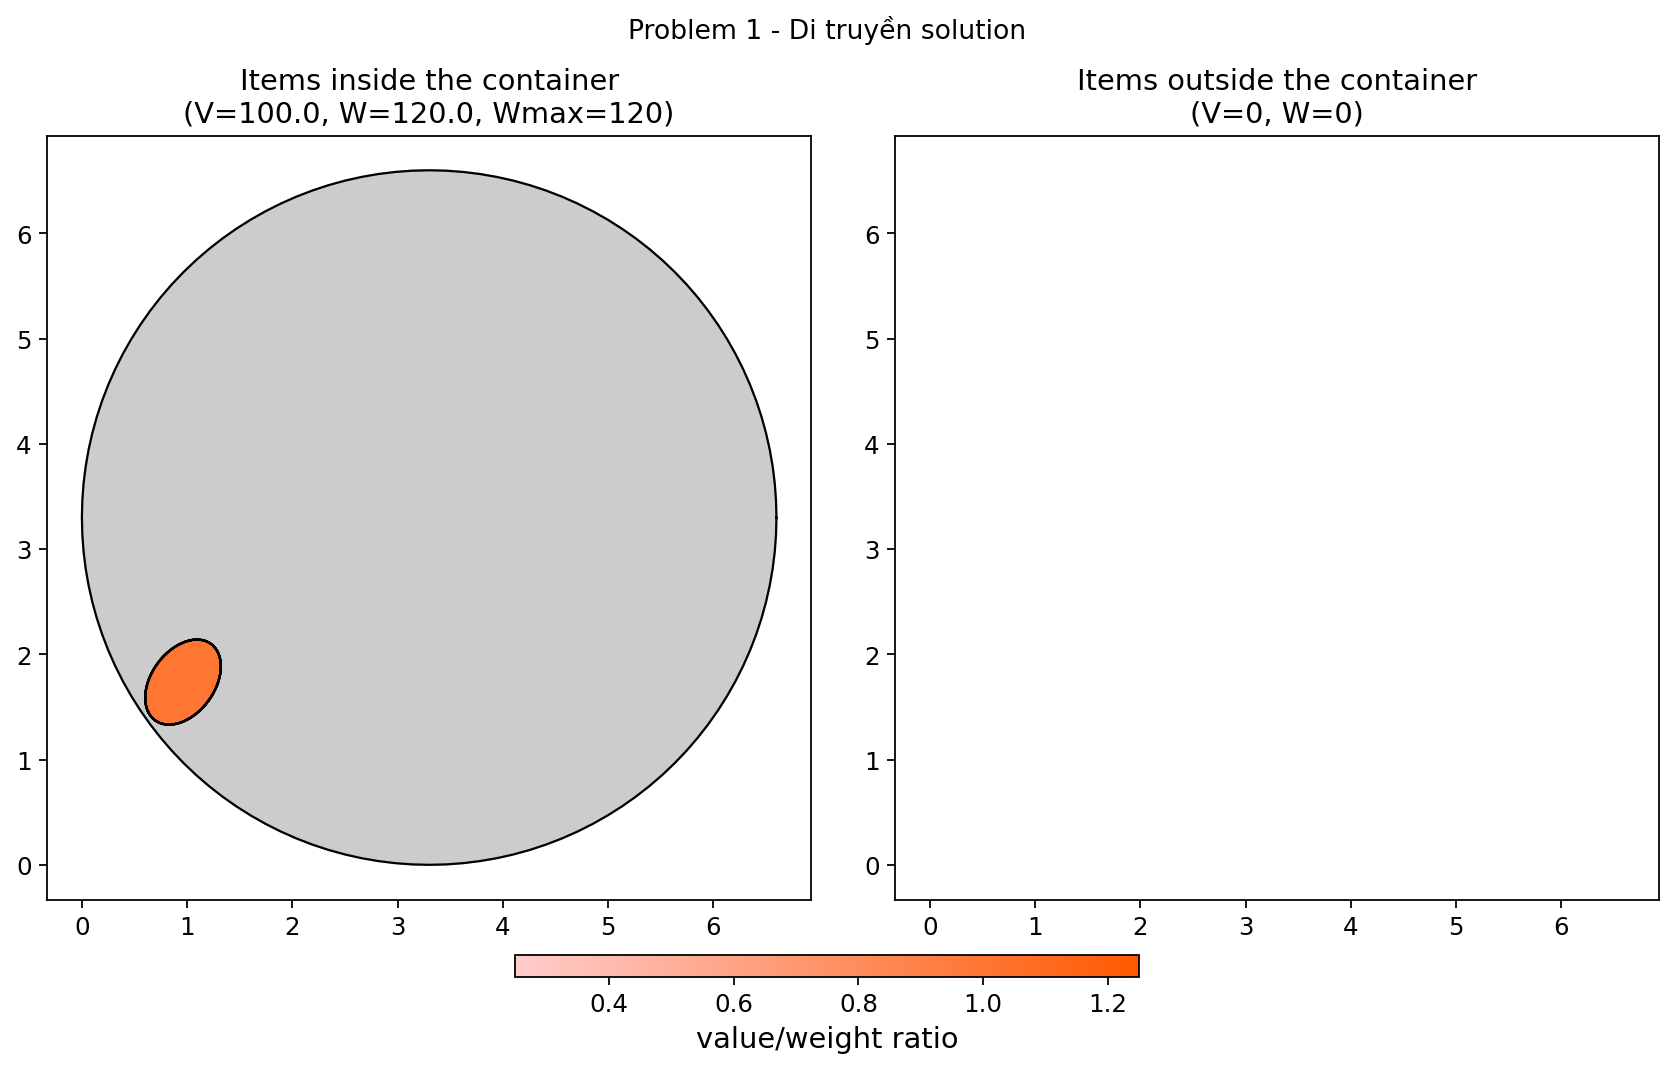 Problem 1 - Di truyền solution
Items inside the container
(V=100.0, W=120.0, Wmax=120)
6
5
4
3
2
1
0
0 1 2 3 4 5 6
Items outside the container
(V=0, W=0)
6
5
4
3
2
1
0
0 1 2 3 4 5 6
0.4 0.6 0.8 1.0 1.2
value/weight ratio